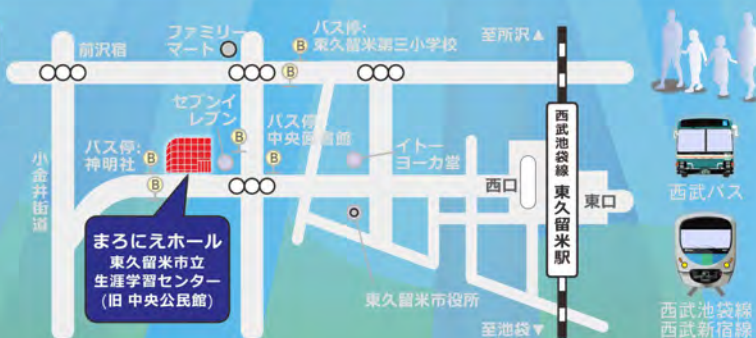 ファミリー
マート
バス停:
東久留米第三小学校
至所沢▲
前沢宿
B
B
セブンイ
レブン
B
バス停:
中央図書館
B
イトー
ヨーカ堂
バス停:
神明社
B
B
小金井街道
西武池袋線 東久留米駅
西口
東口
西武バス
まろにえホール
東久留米市立
生涯学習センター
(旧 中央公民館)
東久留米市役所
至池袋▼
西武池袋線
西武新宿線